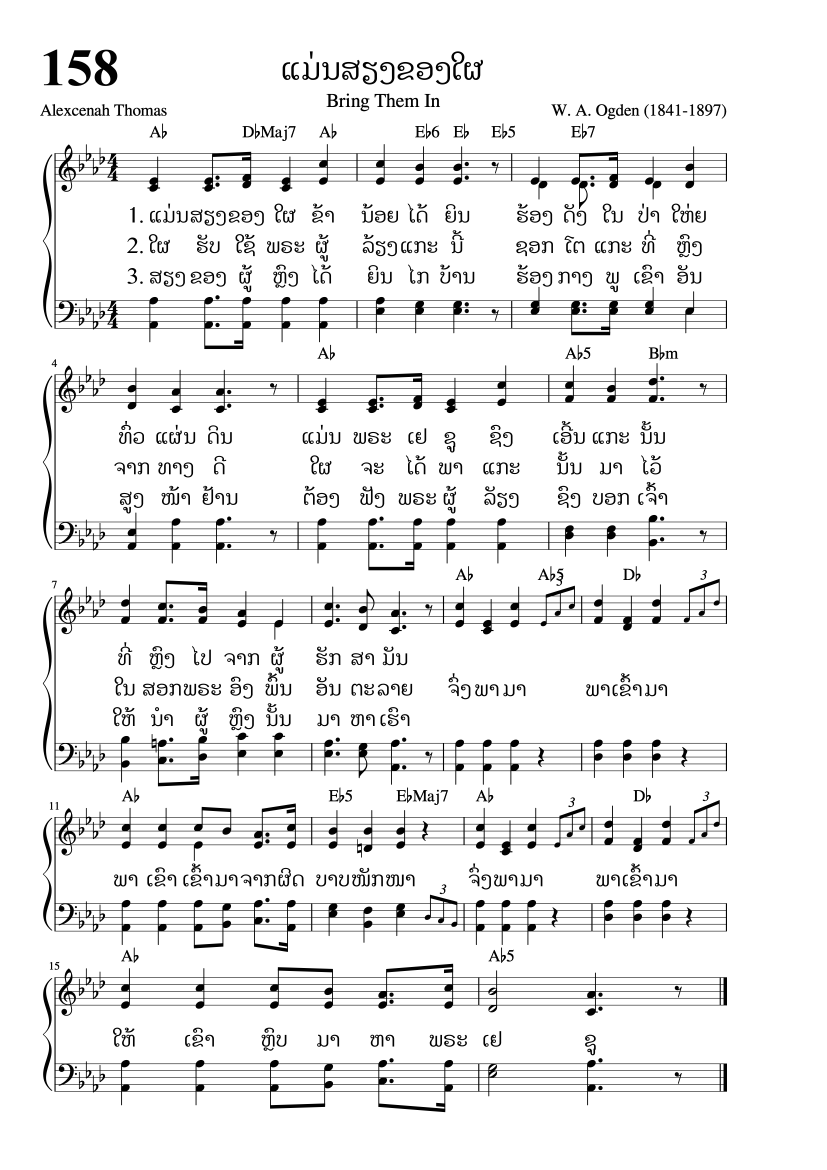 158
ແມ່ນສຽງຂອງໃຜ
Bring Them In
Alexcenah Thomas
W. A. Ogden (1841-1897)
A♭ D♭Maj7 A♭ E♭6 E♭ E♭5 E♭7
1. ແມ່ນສຽງຂອງ ໃຜ ຂ້າ ນ້ອຍ ໄດ້ ຍິນ ຮ້ອງ ດັ່ງ ໃນ ປ່າ ໃຫ່ຍ
2. ໃຜ ຮັບ ໃຊ້ ພຣະ ຜູ້ ລ້ຽງແກະ ນີ້ ຊອກ ໂຕ ແກະ ທີ່ ຫຼົງ
3. ສຽງ ຂອງ ຜູ້ ຫຼົງ ໄດ້ ຍິນ ໄກ ບ້ານ ຮ້ອງ ກາງ ພູ ເຂົາ ອັນ
4
A♭ A♭5 B♭m
ທົ່ວ ແຜ່ນ ດິນ ແມ່ນ ພຣະ ເຢ ຊູ ຊົງ ເອີ້ນ ແກະ ນັ້ນ
ຈາກ ທາງ ດີ ໃຜ ຈະ ໄດ້ ພາ ແກະ ນັ້ນ ມາ ໄວ້
ສູງ ໜ້າ ຢ້ານ ຕ້ອງ ຟັງ ພຣະ ຜູ້ ລັຽງ ຊົງ ບອກ ເຈົ້າ
7
A♭ A♭5 D♭
3 3
ທີ່ ຫຼົງ ໄປ ຈາກ ຜູ້ ຮັກ ສາ ມັນ
ໃນ ສອກພຣະ ອົງ ພົ້ນ ອັນ ຕະລາຍ ຈົ່ງ ພາ ມາ ພາເຂົ້າມາ
ໃຫ້ ນຳ ຜູ້ ຫຼົງ ນັ້ນ ມາ ຫາ ເຮົາ
11
A♭ E♭5 E♭Maj7 A♭ D♭
3 3
ພາ ເຂົາ ເຂົ້າມາຈາກຜິດ ບາບໜັກໜາ ຈົ່ງພາມາ ພາເຂົ້າມາ
3
15
A♭ A♭5
ໃຫ້ ເຂົາ ຫຼົບ ມາ ຫາ ພຣະ ເຢ ຊູ